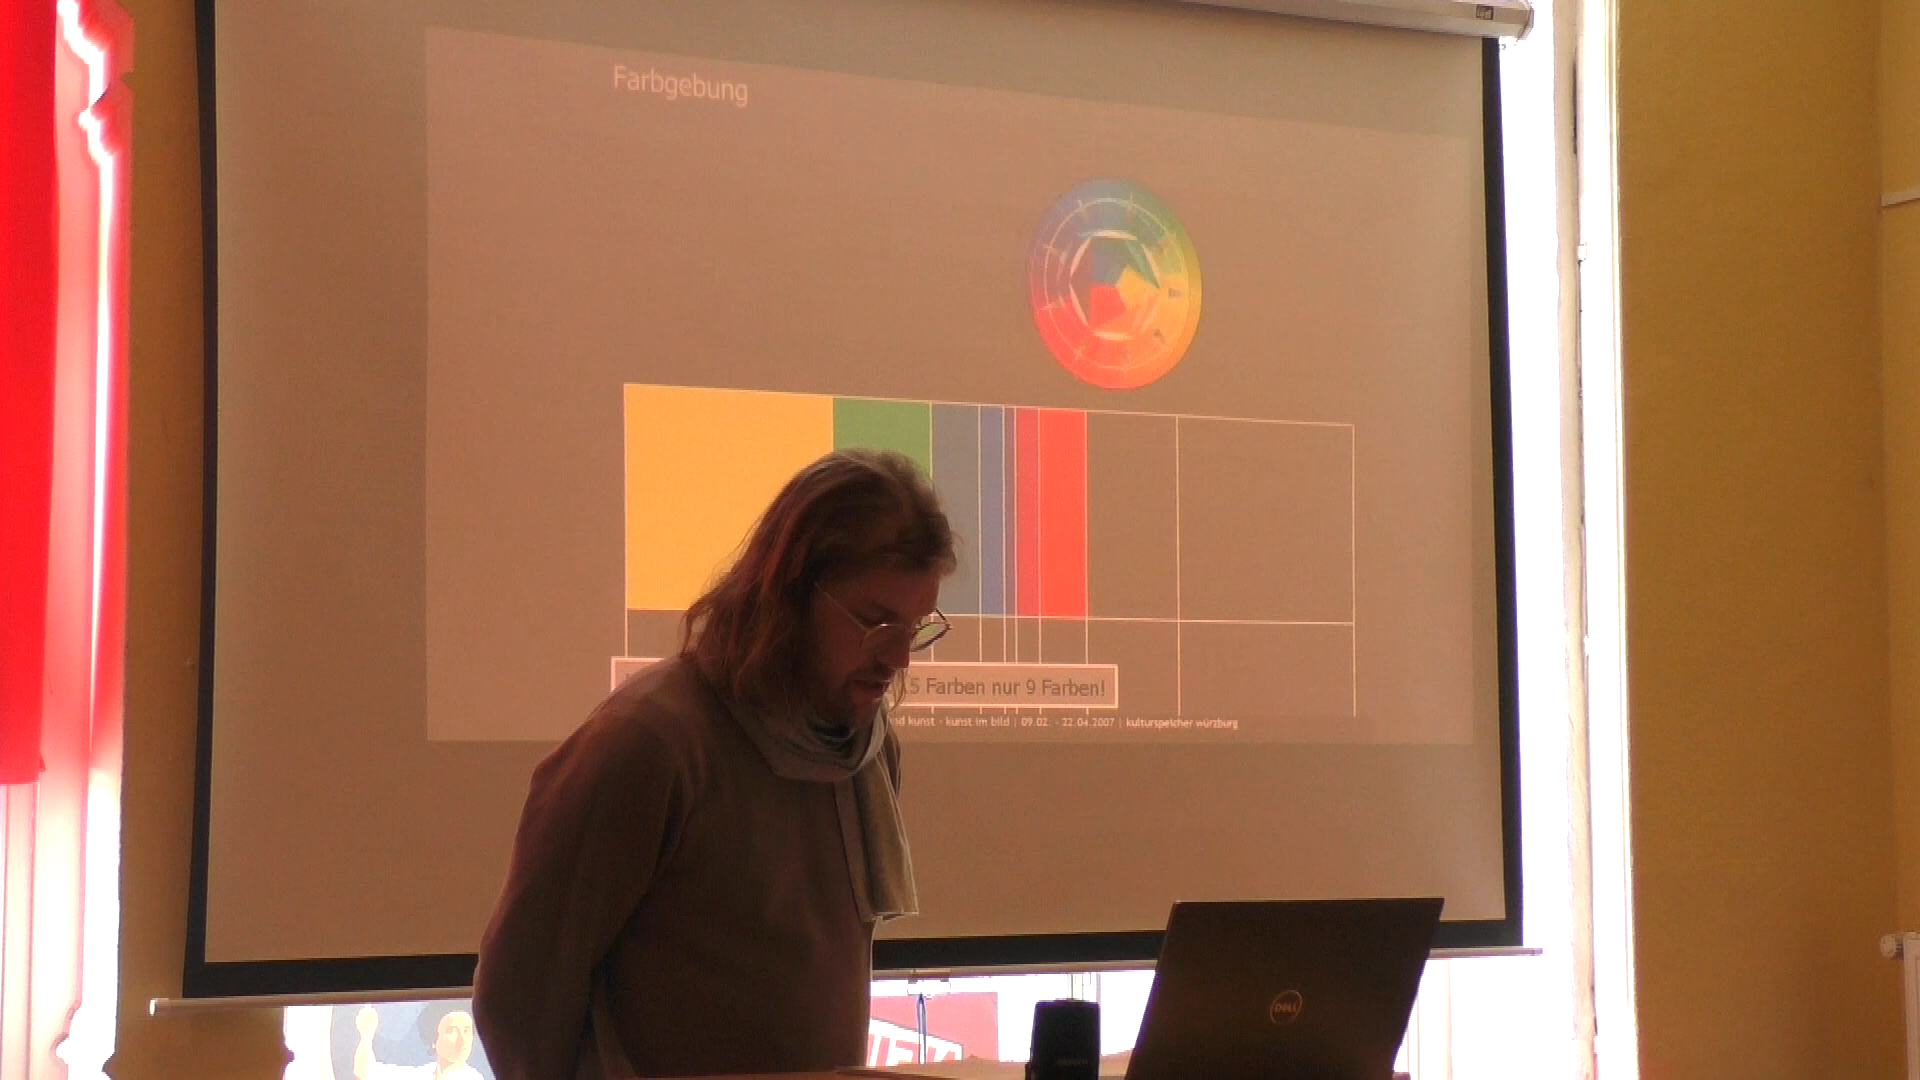 Farbgebung
5 Farben nur 9 Farben!
nd kunst - kunst im bild | 09.02. - 22.04.2007 | kulturspeicher würzburg
DELL